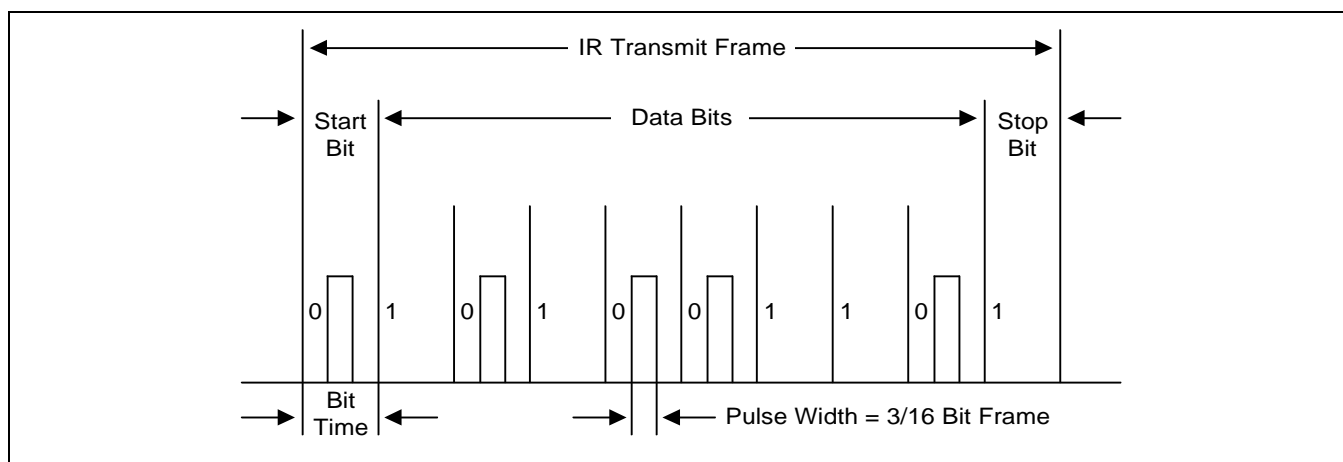 IR Transmit Frame
Start
Bit
Data Bits
Stop
Bit
0 1 0 1 0 0 1 1 0 1
Bit
Time
Pulse Width = 3/16 Bit Frame